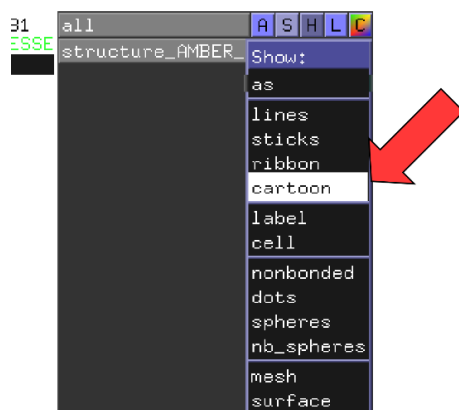 31 all A S H L C
ESSE structure_AMBER_ Show:
as
lines
sticks
ribbon
cartoon
label
cell
nonbonded
dots
spheres
nb_spheres
mesh
surface